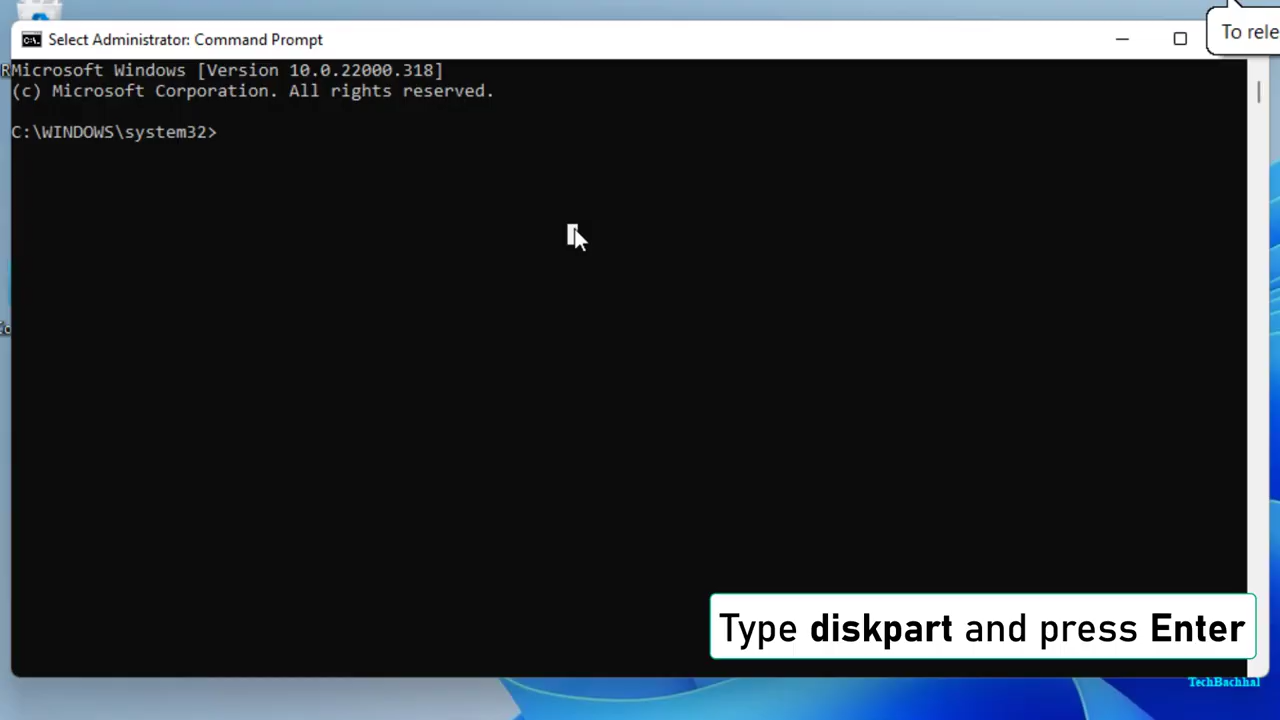 To rele
Select Administrator: Command Prompt
Microsoft Windows [Version 10.0.22000.318]
(c) Microsoft Corporation. All rights reserved.
C:\WINDOWS\system32>
Type diskpart and press Enter
TechBachhal